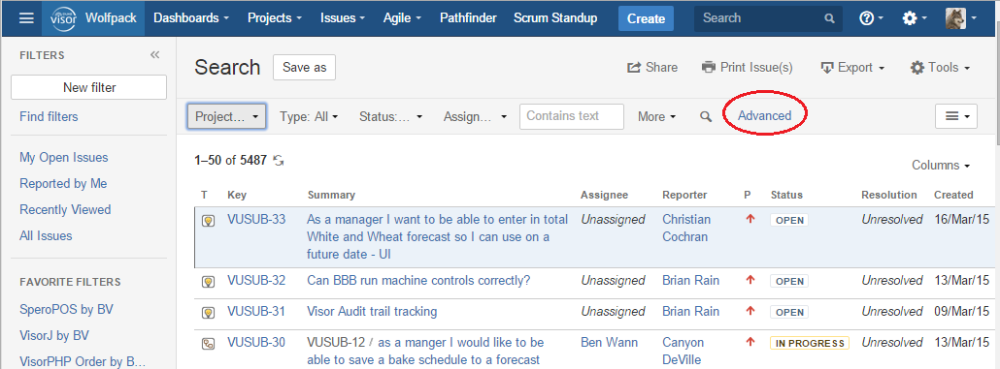 visor Wolfpack Dashboards Projects Issues Agile Pathfinder Scrum Standup Create Search
FILTERS
New filter
Find filters
My Open Issues
Reported by Me
Recently Viewed
All Issues
FAVORITE FILTERS
SperoPOS by BV
VisorJ by BV
VisorPHP Order by B...
Search Save as Share Print Issue(s) Export Tools
Project... Type: All Status:... Assign... Contains text More Advanced
1–50 of 5487
Columns
T Key Summary Assignee Reporter P Status Resolution Created
VUSUB-33 As a manager I want to be able to enter in total Unassigned Christian OPEN Unresolved 16/Mar/15
White and Wheat forecast so I can use on a Cochran
future date - UI
VUSUB-32 Can BBB run machine controls correctly? Unassigned Brian Rain OPEN Unresolved 13/Mar/15
VUSUB-31 Visor Audit trail tracking Unassigned Brian Rain OPEN Unresolved 09/Mar/15
VUSUB-30 VUSUB-12 / as a manger I would like to be Ben Wann Canyon IN PROGRESS Unresolved 13/Mar/15
able to save a bake schedule to a forecast DeVille